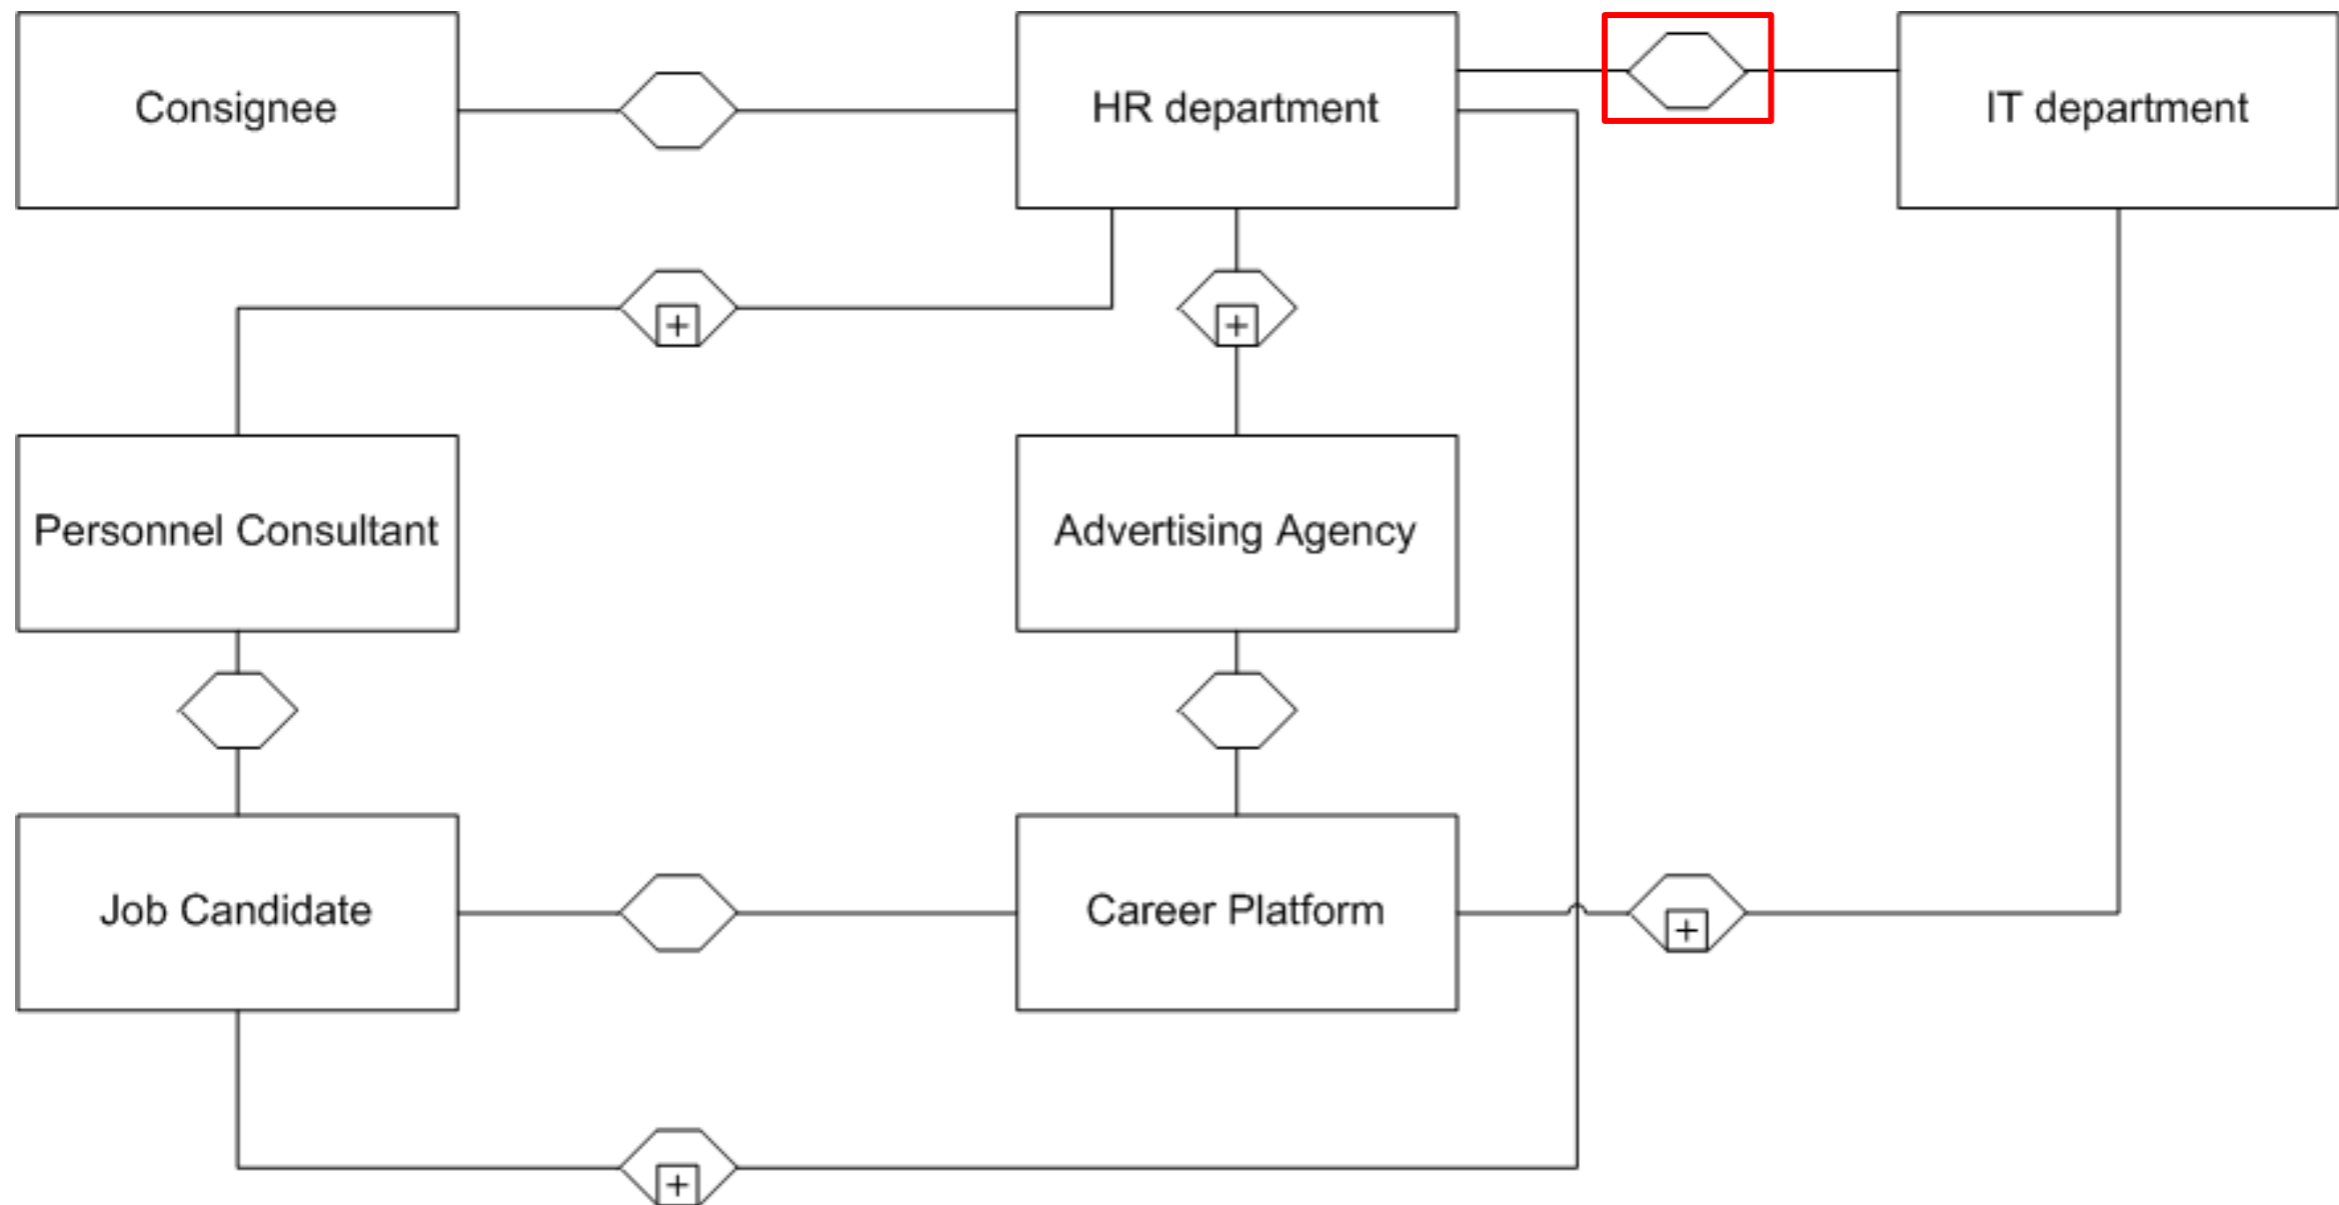 Consignee
HR department
IT department
+
+
Personnel Consultant
Advertising Agency
Job Candidate
Career Platform
+
+